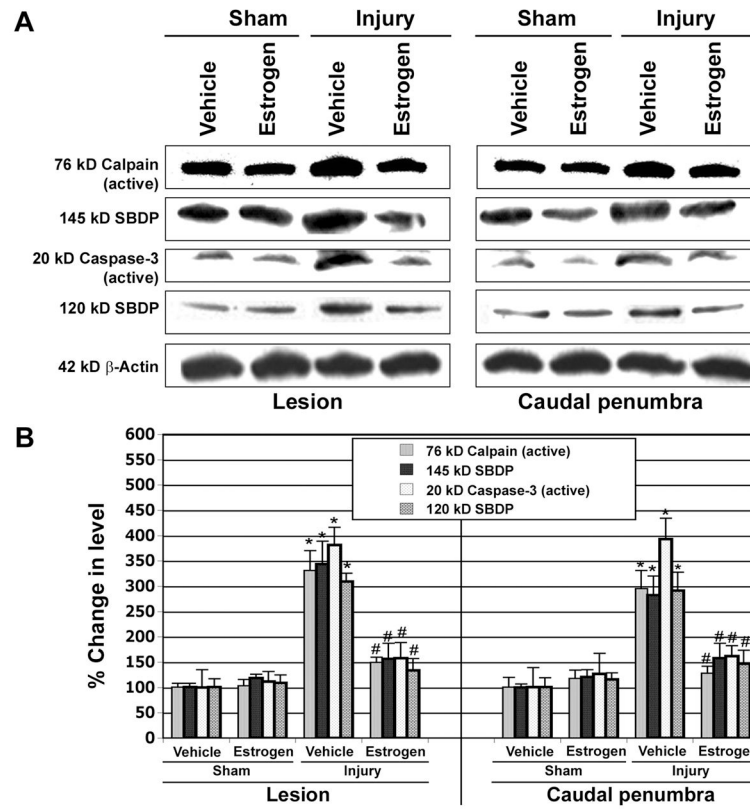 A
Sham Injury Sham Injury
Vehicle Estrogen Vehicle Estrogen Vehicle Estrogen Vehicle Estrogen
76 kD Calpain
(active)
145 kD SBDP
20 kD Caspase-3
(active)
120 kD SBDP
42 kD β-Actin
Lesion Caudal penumbra
B
600
550
500
450
400
350
300
250
200
150
100
50
0
% Change in level
76 kD Calpain (active)
145 kD SBDP
20 kD Caspase-3 (active)
120 kD SBDP
* * * * * * * *
# # # # # # # #
Vehicle Estrogen Vehicle Estrogen Vehicle Estrogen Vehicle Estroge
Sham Injury Sham Injury
Lesion Caudal penumbra